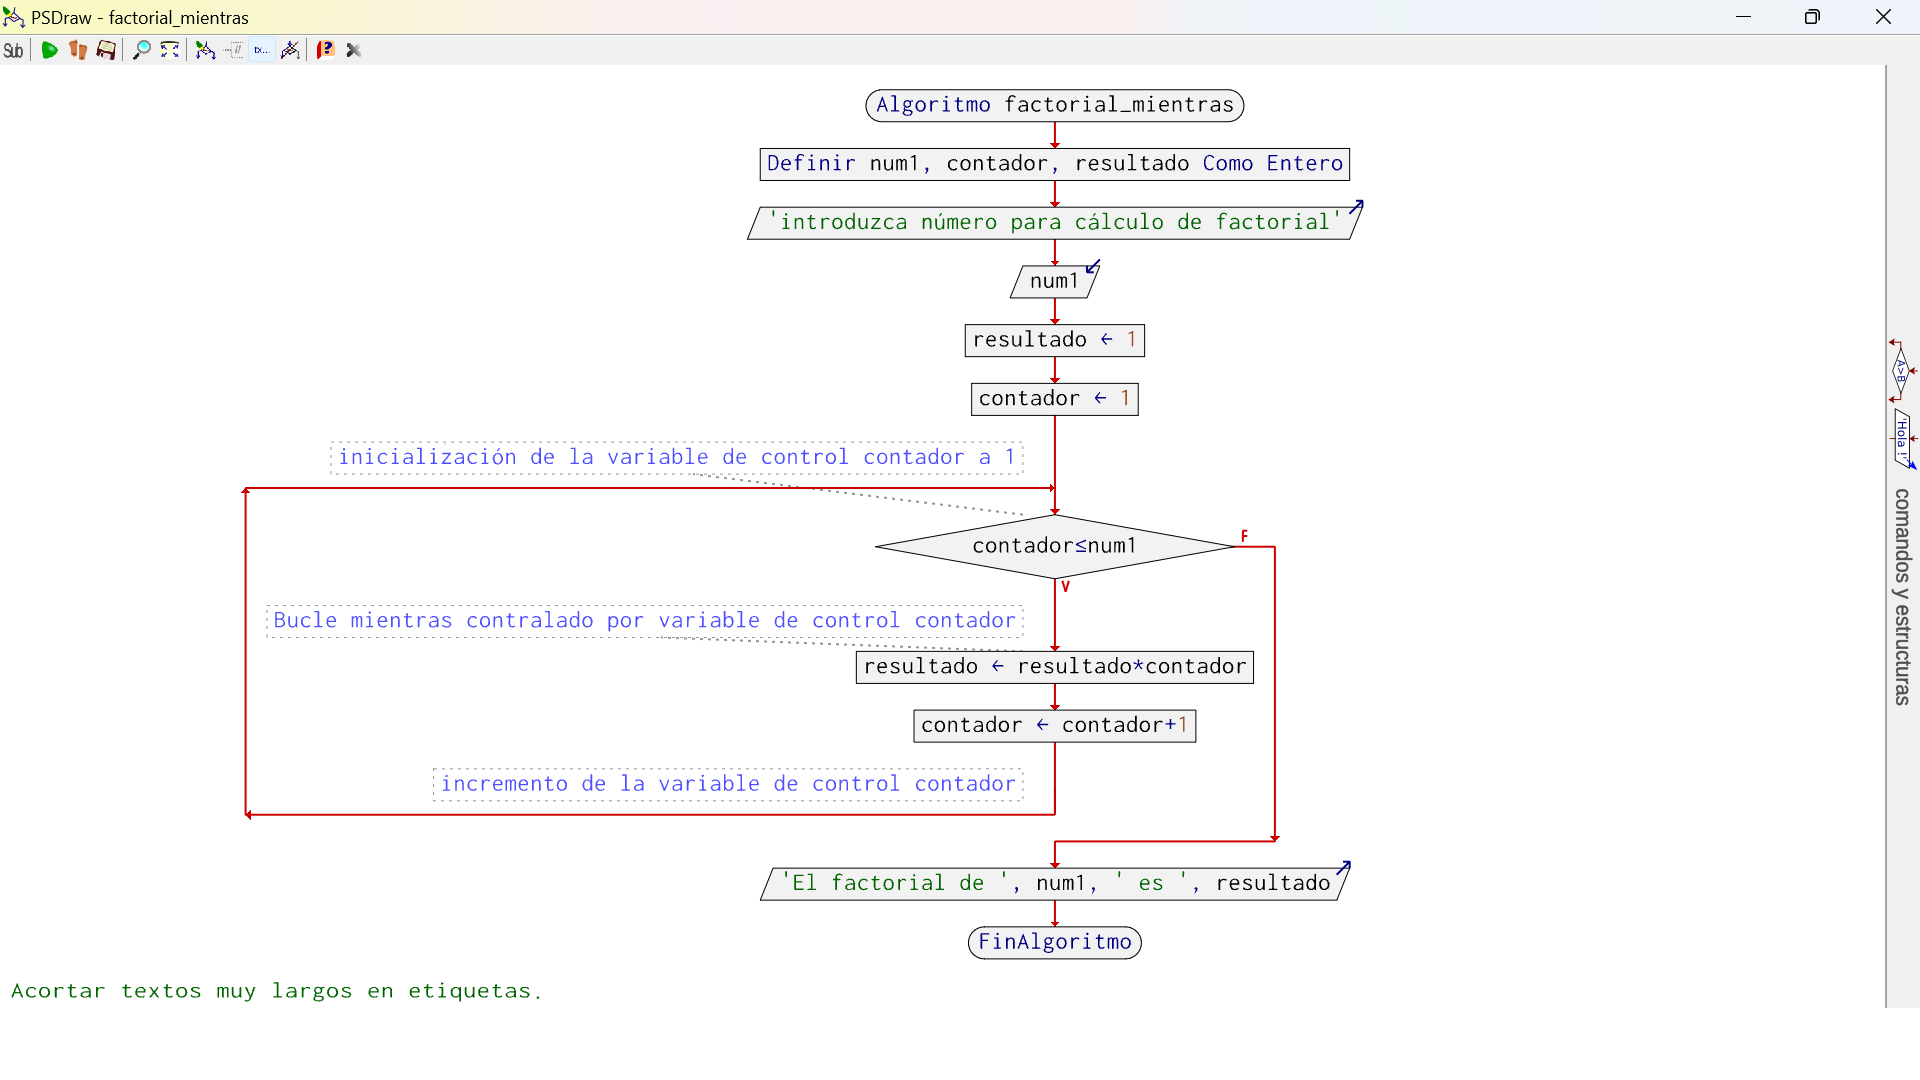 PSDraw - factorial_mientras
Sub
tx...
Algoritmo factorial_mientras
Definir num1, contador, resultado Como Entero
'introduzca número para cálculo de factorial'
num1
resultado ← 1
contador ← 1
inicialización de la variable de control contador a 1
contador≤num1
F
V
Bucle mientras contralado por variable de control contador
resultado ← resultado*contador
contador ← contador+1
incremento de la variable de control contador
'El factorial de ', num1, ' es ', resultado
FinAlgoritmo
Acortar textos muy largos en etiquetas.
A>B
'Hola !'
comandos y estructuras